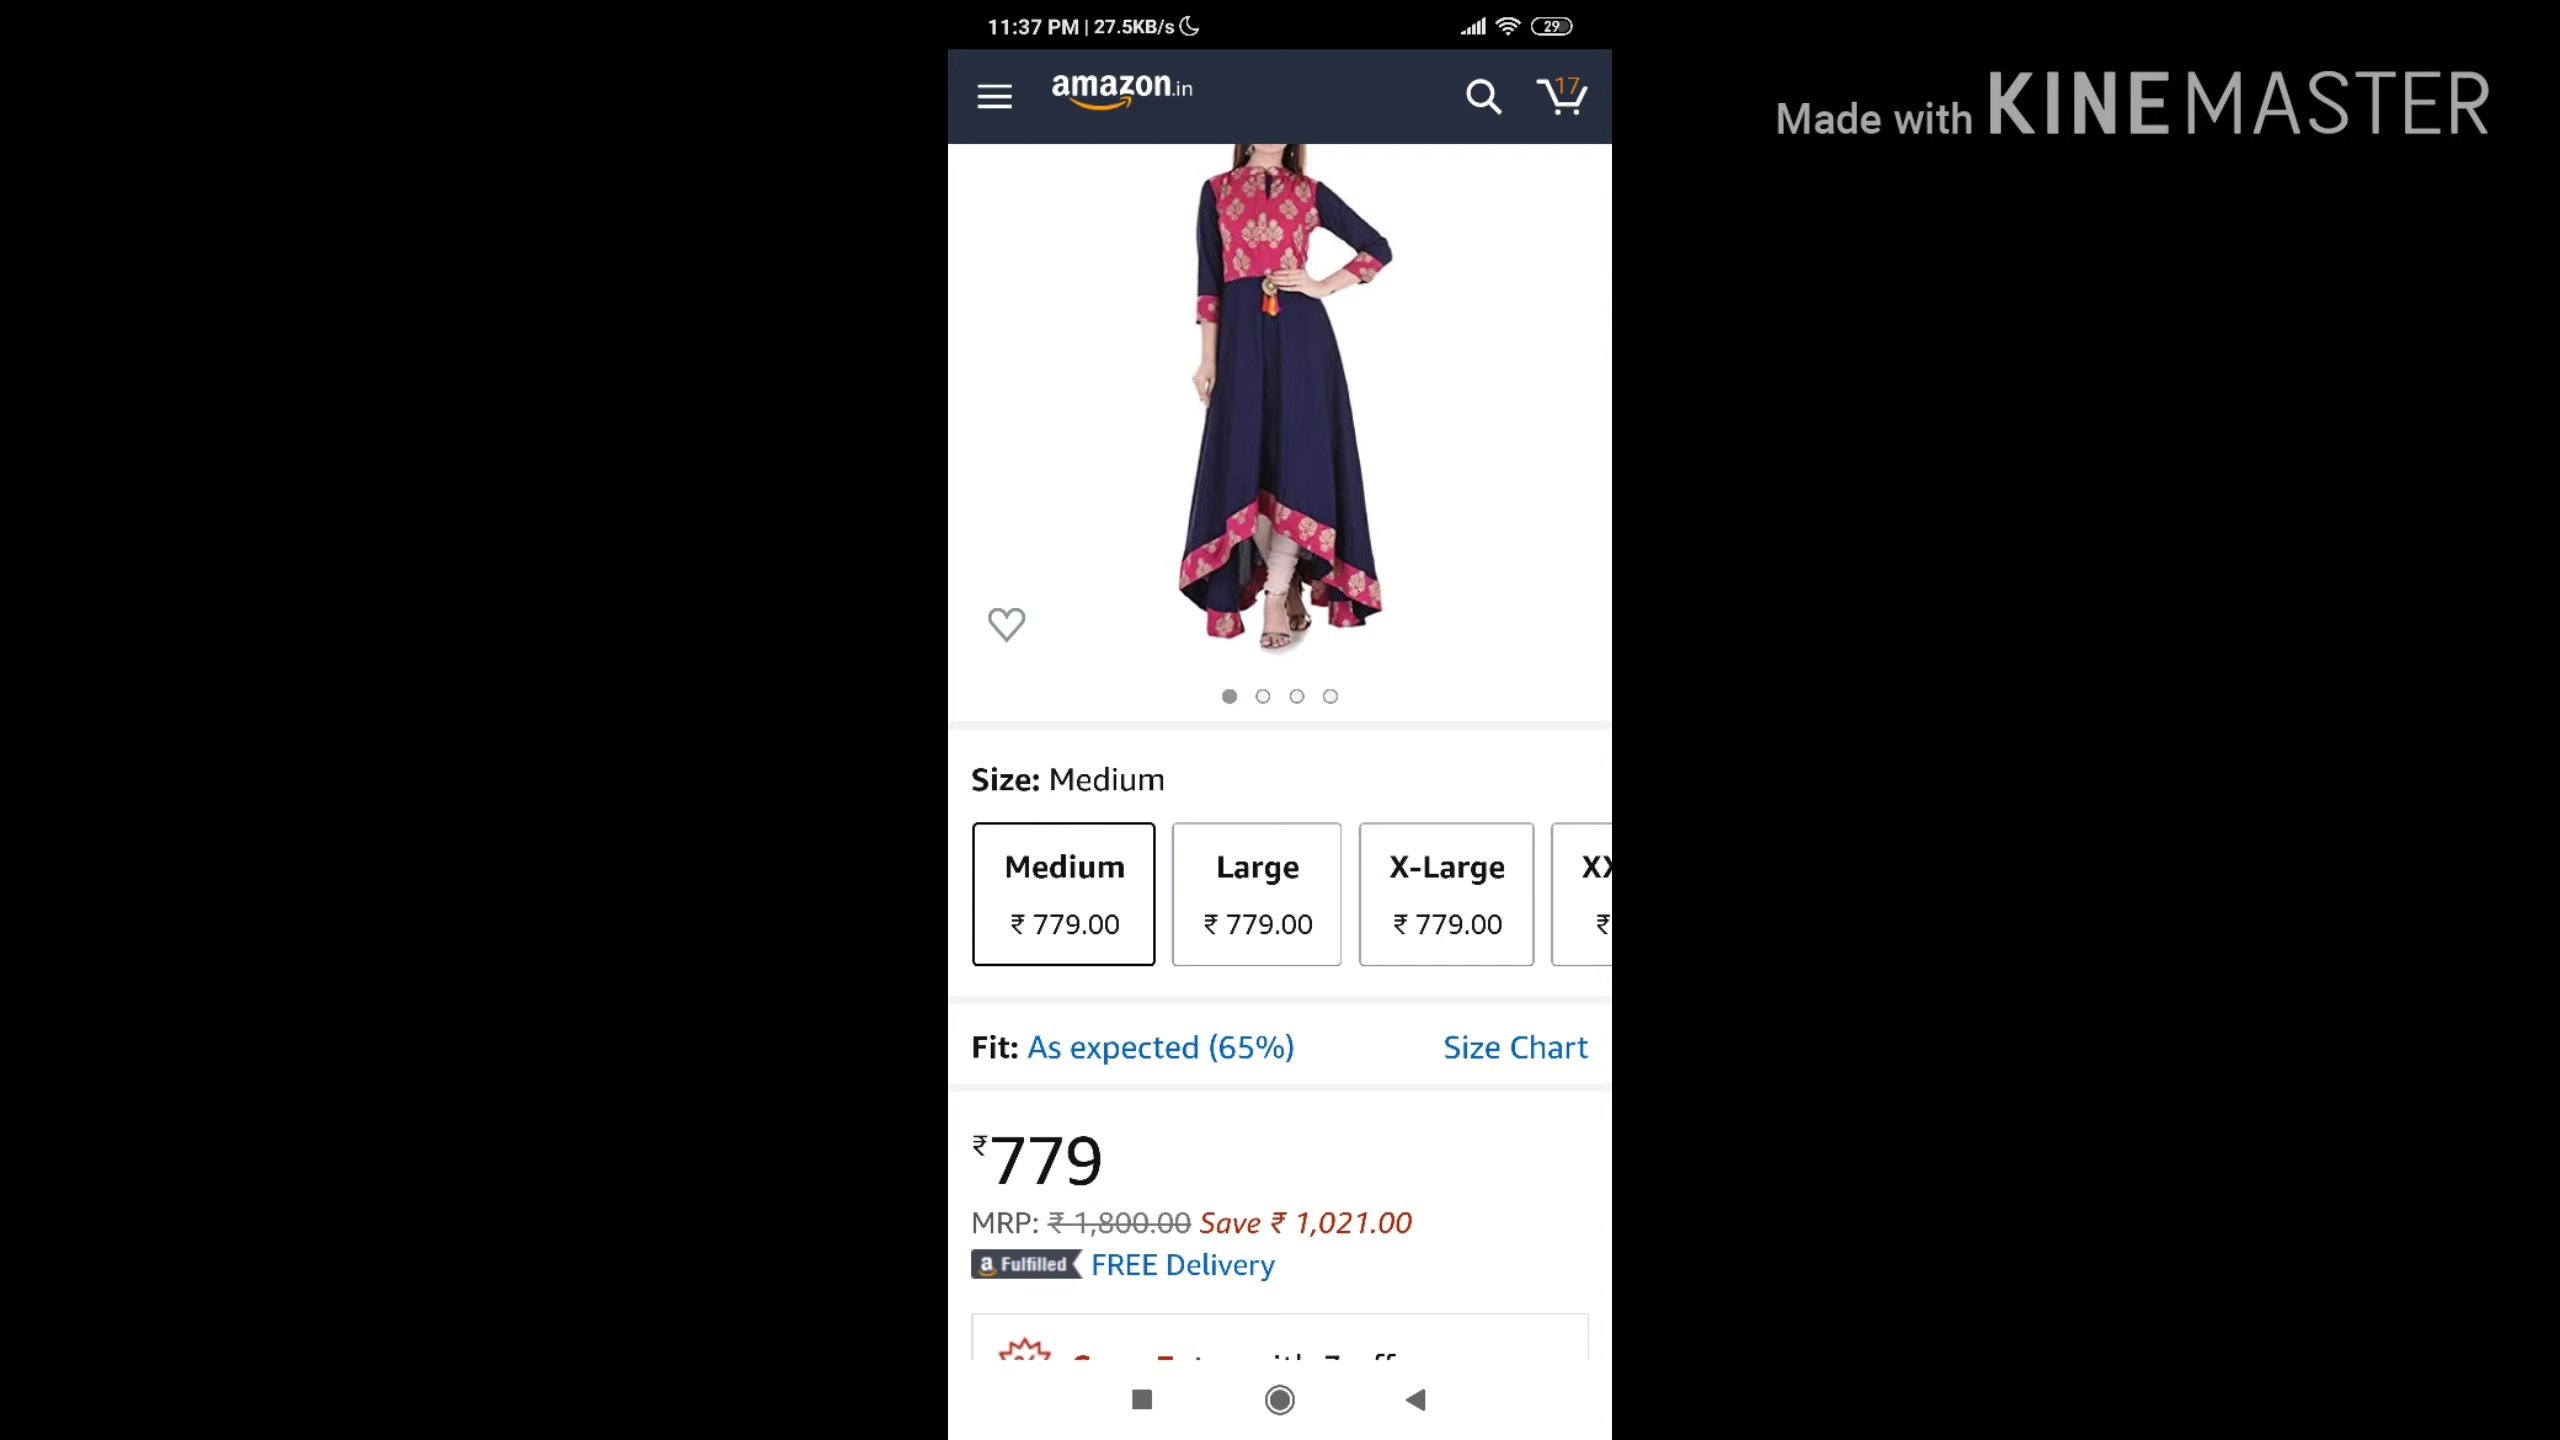 11:37 PM | 27.5KB/s
29
amazon.in
17
Made with KINEMASTER
Size: Medium
Medium
₹ 779.00
Large
₹ 779.00
X-Large
₹ 779.00
₹
Fit: As expected (65%)
Size Chart
₹779
MRP: ₹ 1,800.00 Save ₹ 1,021.00
a Fulfilled FREE Delivery